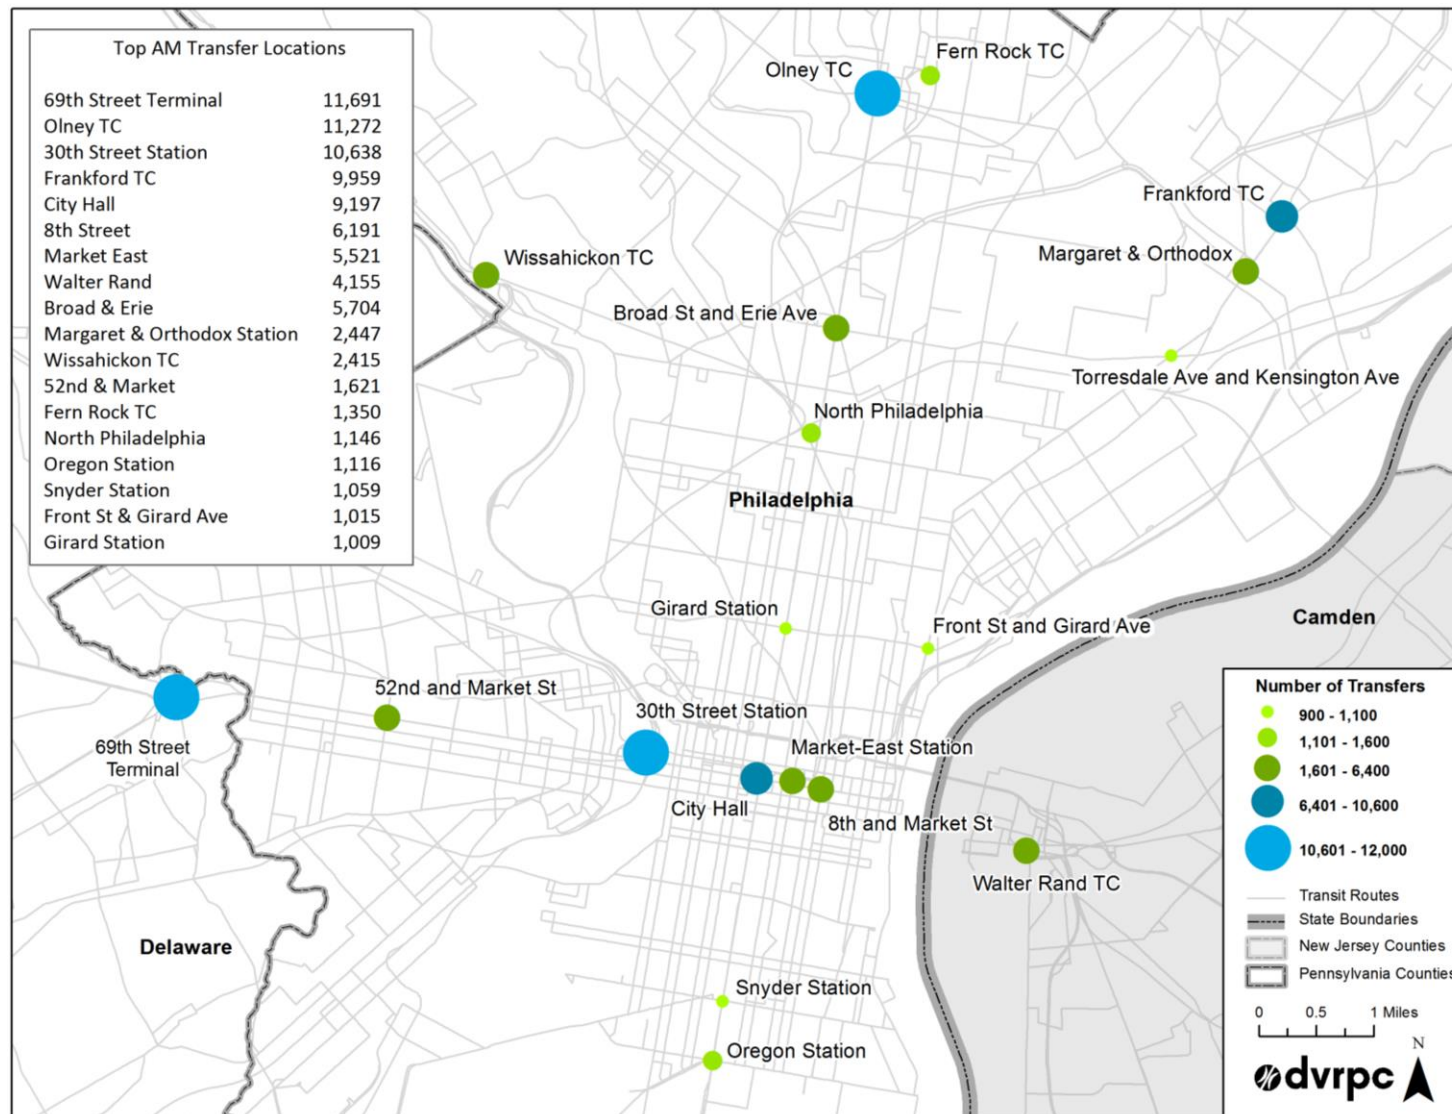 Top AM Transfer Locations
69th Street Terminal 11,691
Olney TC 11,272
30th Street Station 10,638
Frankford TC 9,959
City Hall 9,197
8th Street 6,191
Market East 5,521
Walter Rand 4,155
Broad & Erie 5,704
Margaret & Orthodox Station 2,447
Wissahickon TC 2,415
52nd & Market 1,621
Fern Rock TC 1,350
North Philadelphia 1,146
Oregon Station 1,116
Snyder Station 1,059
Front St & Girard Ave 1,015
Girard Station 1,009
Fern Rock TC
Olney TC
Frankford TC
Margaret & Orthodox
Wissahickon TC
Broad St and Erie Ave
Torresdale Ave and Kensington Ave
North Philadelphia
Philadelphia
Girard Station
Front St and Girard Ave
Camden
52nd and Market St
30th Street Station
69th Street
Terminal
Market-East Station
City Hall
8th and Market St
Walter Rand TC
Delaware
Snyder Station
Oregon Station
Number of Transfers
900 - 1,100
1,101 - 1,600
1,601 - 6,400
6,401 - 10,600
10,601 - 12,000
Transit Routes
State Boundaries
New Jersey Counties
Pennsylvania Counties
0 0.5 1 Miles
N
dvrpc